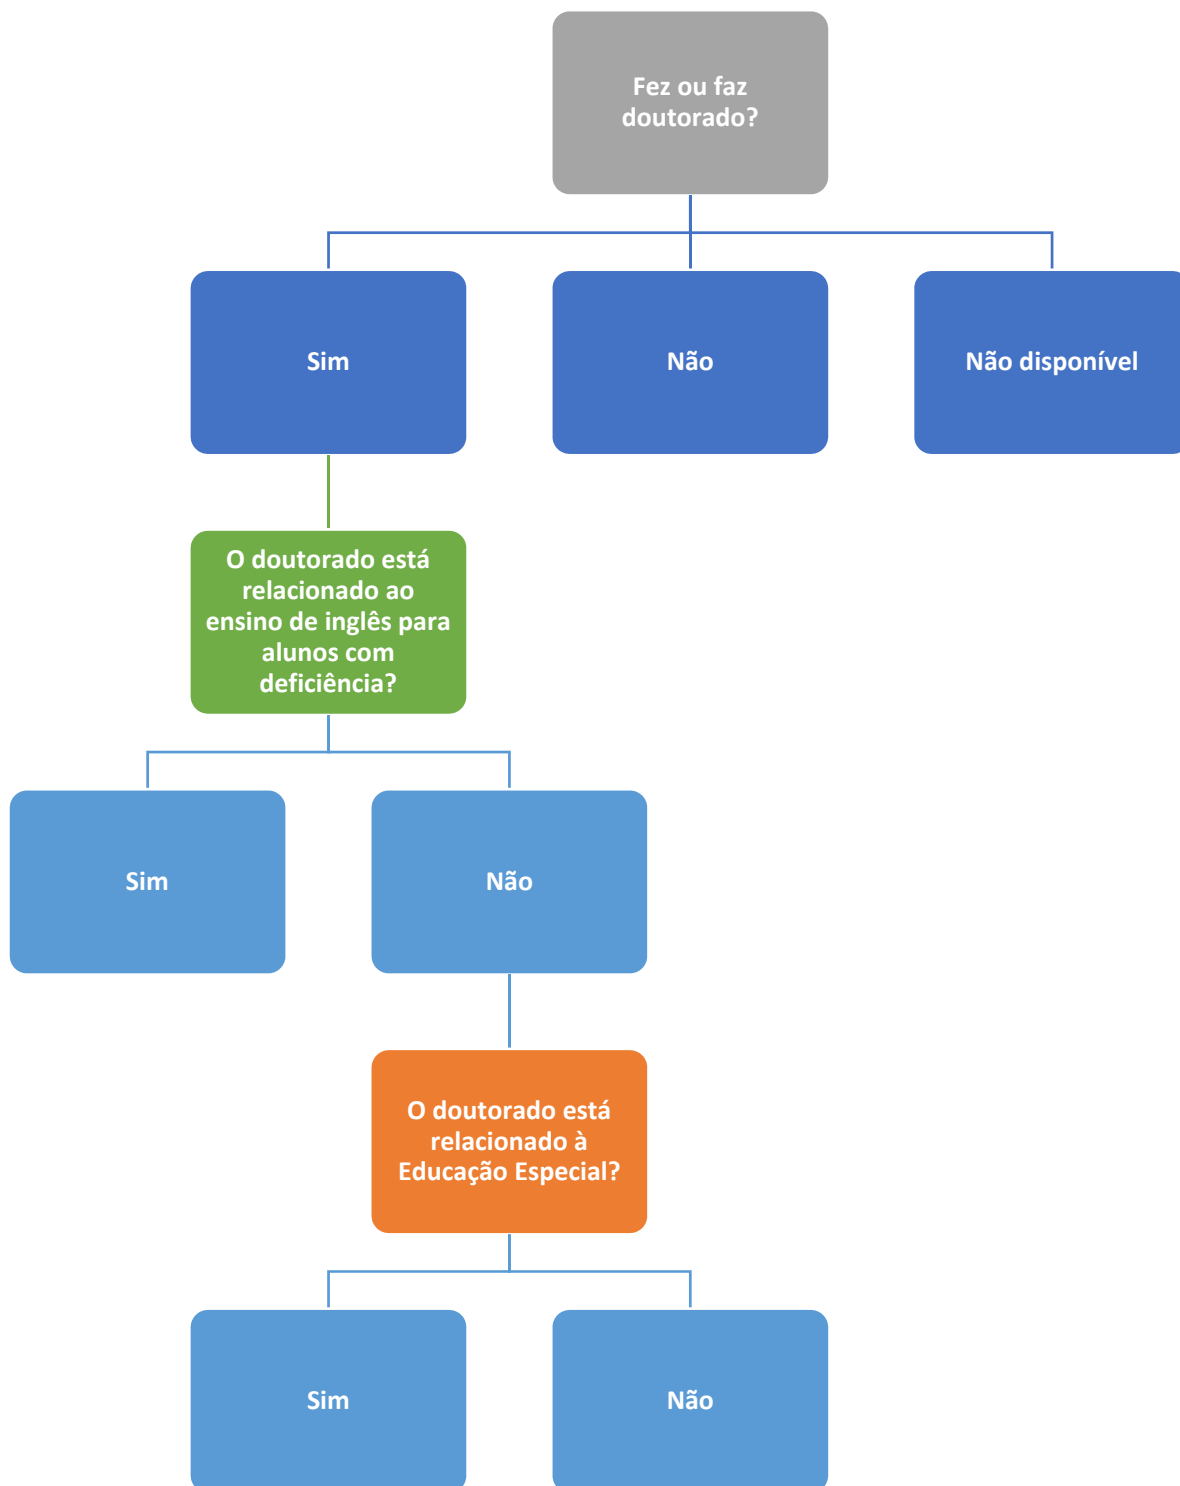 Fez ou faz
doutorado?
Sim
Não
Não disponível
O doutorado está
relacionado ao
ensino de inglês para
alunos com
deficiência?
Sim
Não
O doutorado está
relacionado à
Educação Especial?
Sim
Não